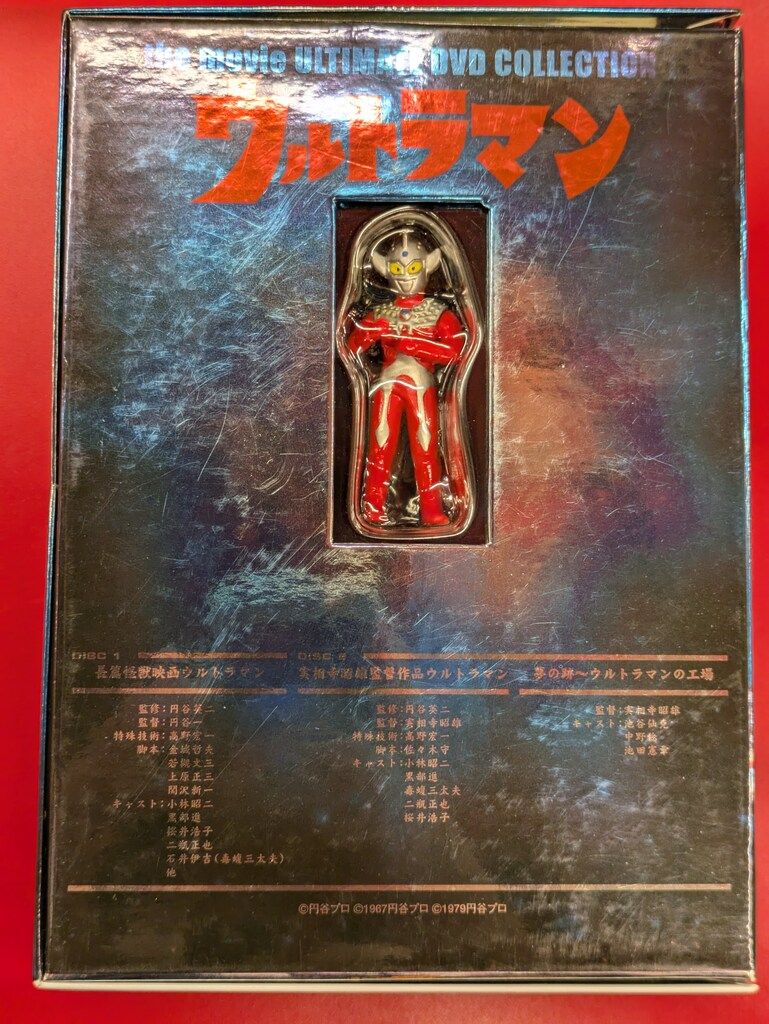 the movie ULTIMATE DVD COLLECTION
ウルトラマン
DISC 1
長篇怪獣映画ウルトラマン
監修：円谷英二
監督：円谷一
特殊技術：高野宏一
脚本：金城哲夫
若槻文三
上原正三
関沢新一
キャスト：小林昭二
黒部進
桜井浩子
二瓶正也
石井伊吉(毒蝮三太夫)
他
DISC
実相寺昭雄監督作品ウルトラマン
監修：円谷英二
監督：実相寺昭雄
特殊技術：高野宏一
脚本：佐々木守
キャスト：小林昭二
黒部進
毒蝮三太夫
二瓶正也
桜井浩子
夢の跡～ウルトラマンの工場
監督：実相寺昭雄
キャスト：池谷仙克
中野稔
池田憲章
©円谷プロ ©1967円谷プロ ©1979円谷プロ